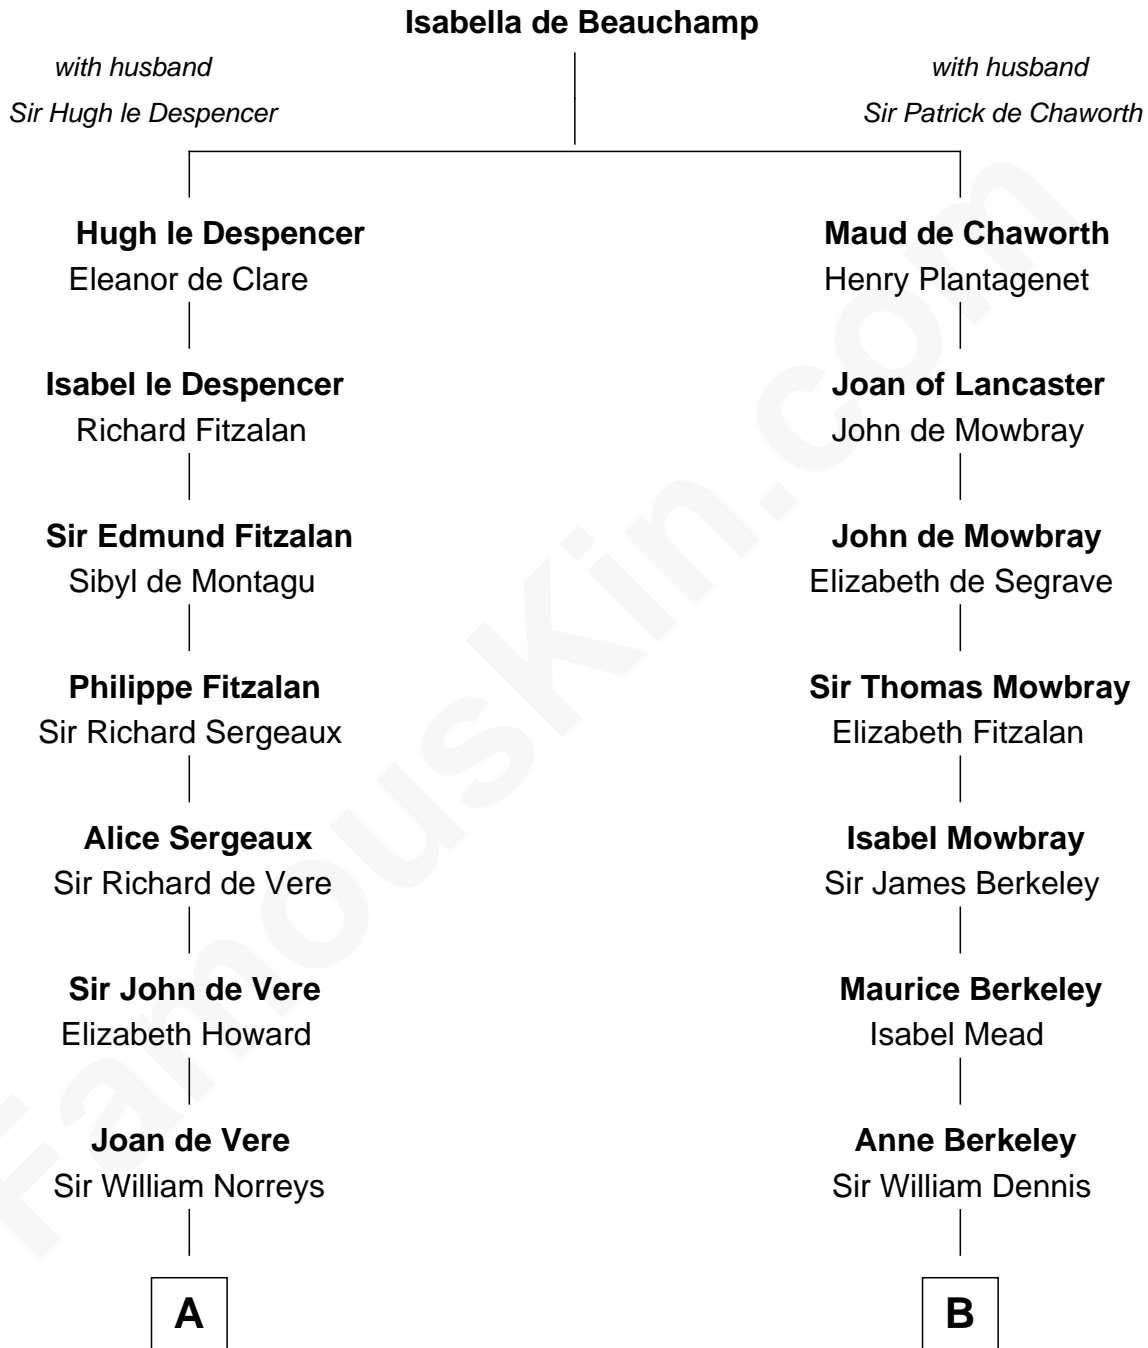 Isabella de Beauchamp
with husband
Sir Hugh le Despencer
with husband
Sir Patrick de Chaworth
Hugh le Despencer
Eleanor de Clare
Maud de Chaworth
Henry Plantagenet
Isabel le Despencer
Richard Fitzalan
Joan of Lancaster
John de Mowbray
Sir Edmund Fitzalan
Sibyl de Montagu
John de Mowbray
Elizabeth de Segrave
Philippe Fitzalan
Sir Richard Sergeaux
Sir Thomas Mowbray
Elizabeth Fitzalan
Alice Sergeaux
Sir Richard de Vere
Isabel Mowbray
Sir James Berkeley
Sir John de Vere
Elizabeth Howard
Maurice Berkeley
Isabel Mead
Joan de Vere
Sir William Norreys
Anne Berkeley
Sir William Dennis
A
B
FamousKin.com